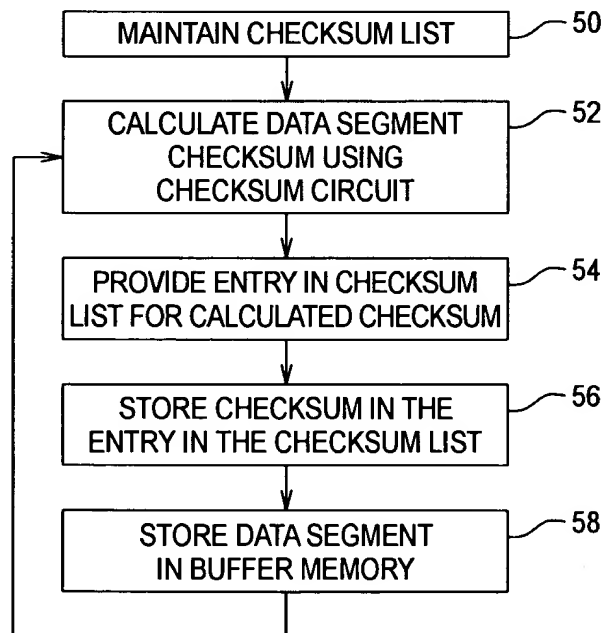 MAINTAIN CHECKSUM LIST
50
CALCULATE DATA SEGMENT
CHECKSUM USING
CHECKSUM CIRCUIT
52
PROVIDE ENTRY IN CHECKSUM
LIST FOR CALCULATED CHECKSUM
54
STORE CHECKSUM IN THE
ENTRY IN THE CHECKSUM LIST
56
STORE DATA SEGMENT
IN BUFFER MEMORY
58